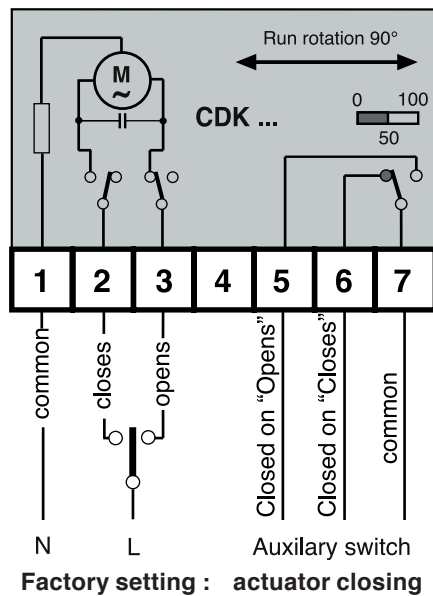 Run rotation 90°
M
~
CDK ...
0 100
50
1 2 3 4 5 6 7
common
closes
opens
Closed on “Opens”
Closed on “Closes”
common
N L Auxilary switch
Factory setting : actuator closing